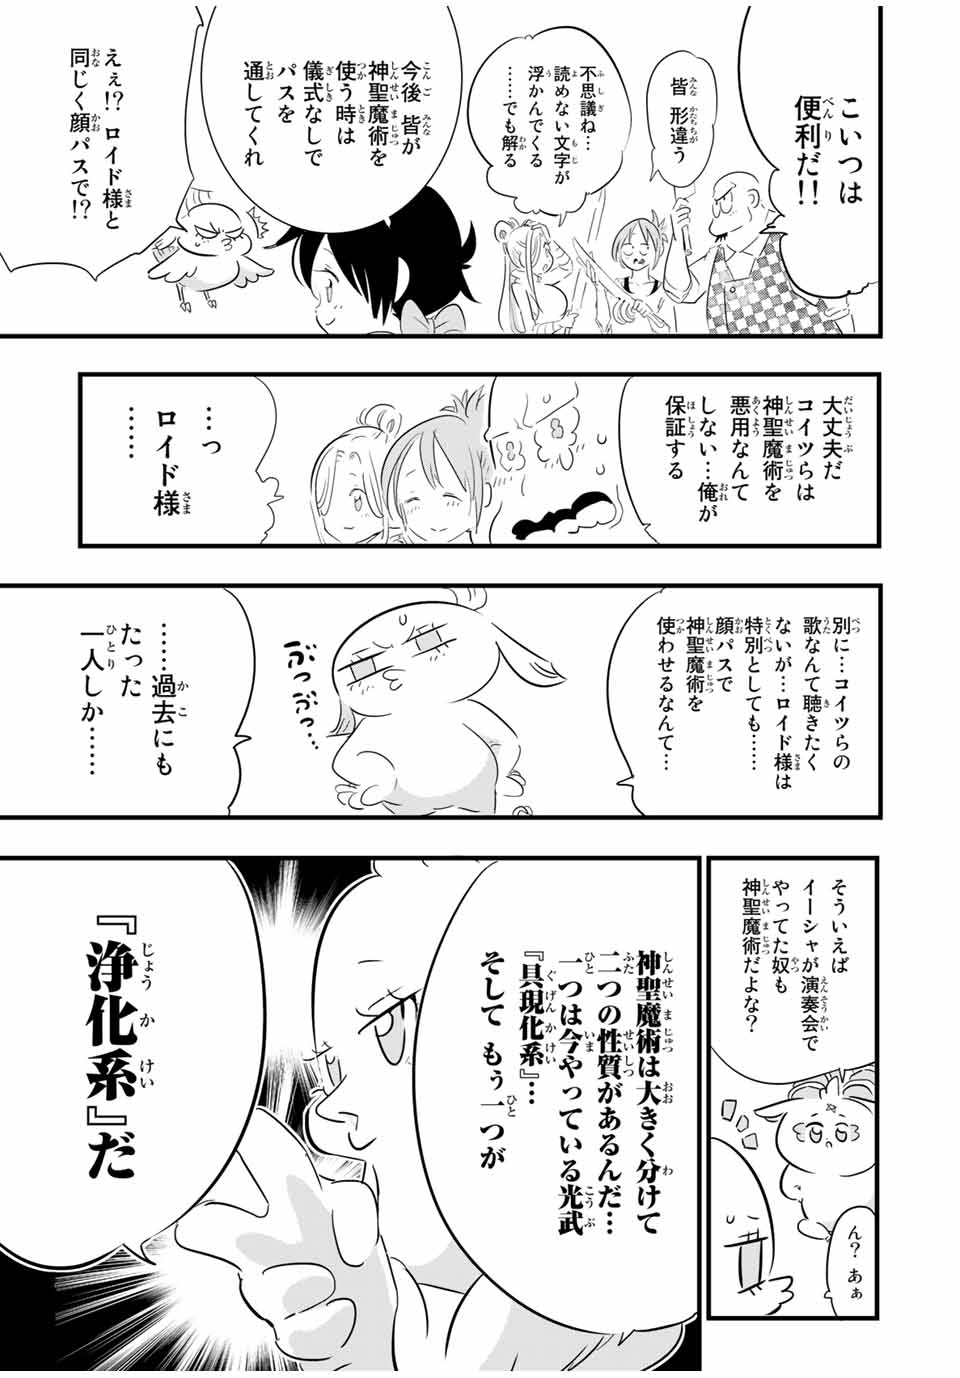 こいつは
便利だ!!
皆 形違う
不思議ね…
読めない文字が
浮かんでくる
……でも解る
今後 皆が
神聖魔術を
使う時は
儀式なしで
パスを
通してくれ
えぇ!? ロイド様と
同じく顔パスで!?
大丈夫だ
コイツらは
神聖魔術を
悪用なんて
しない…俺が
保証する
…っ
ロイド様
……
別に…コイツらの
歌なんて聴きたく
ないが…ロイド様は
特別としても……
顔パスで
神聖魔術を
使わせるなんて…
ぶつぶつ…
……過去にも
たった
一人しか……
そういえば
イーシャが演奏会で
やってた奴も
神聖魔術だよな?
ん? あぁ
神聖魔術は大きく分けて
二つの性質があるんだ…
一つは今やっている光武
『具現化系』…
そして もう一つが
『浄化系』だ